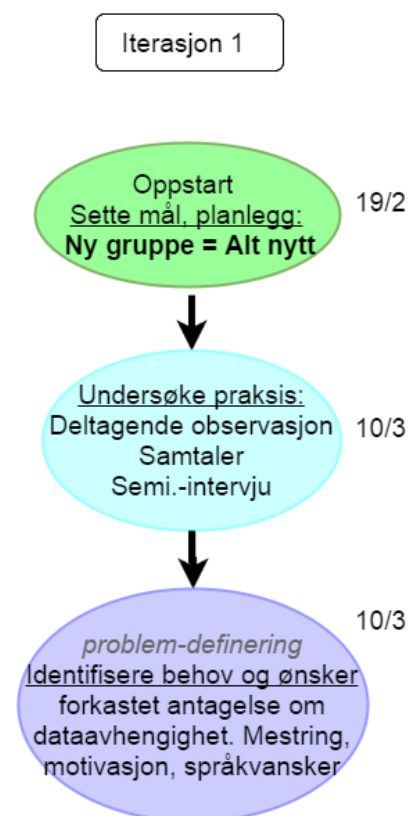 Iterasjon 1
Oppstart
Sette mål, planlegg:
Ny gruppe = Alt nytt
19/2
Undersøke praksis:
Deltagende observasjon
Samtaler
Semi.-intervju
10/3
problem-definering
Identifisere behov og ønsker
forkastet antagelse om
dataavhengighet. Mestring,
motivasjon, språkvansker
10/3